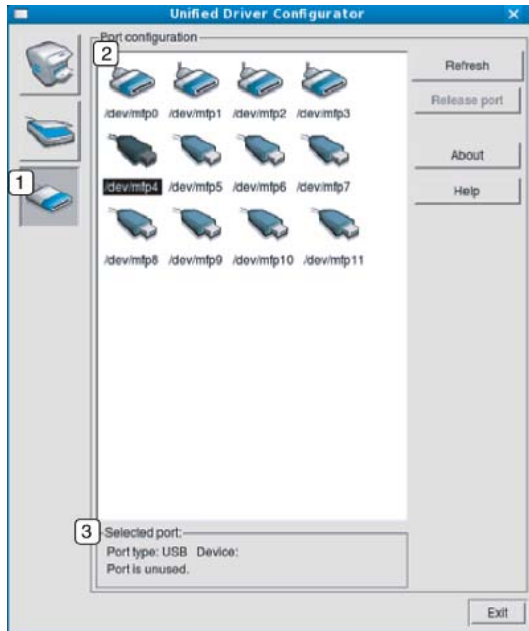 Unified Driver Configurator
Port configuration
2
/dev/mfp0 /dev/mfp1 /dev/mfp2 /dev/mfp3
/dev/mfp4 /dev/mfp5 /dev/mfp6 /dev/mfp7
/dev/mfp8 /dev/mfp9 /dev/mfp10 /dev/mfp11
Refresh
Release port
About
Help
1
3
Selected port:
Port type: USB Device:
Port is unused.
Exit